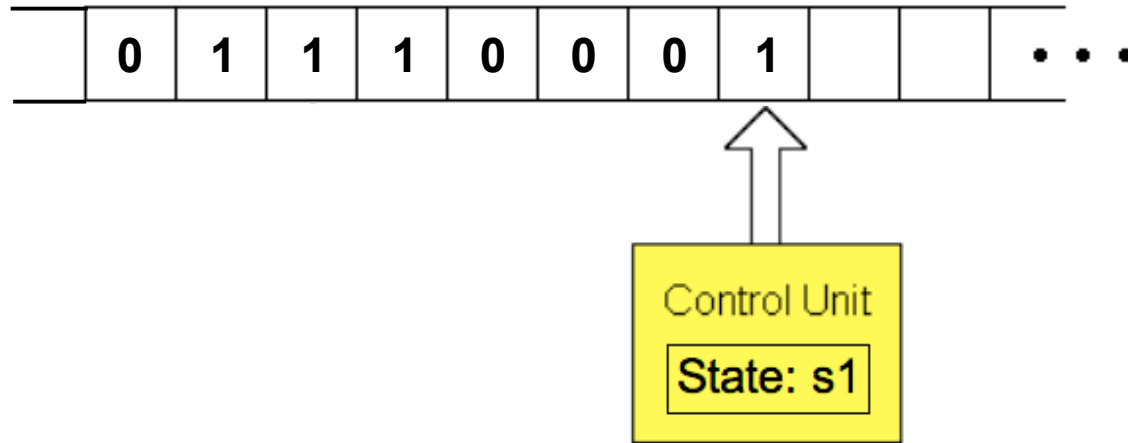 0 1 1 1 0 0 0 1 • • •
Control Unit
State: s1